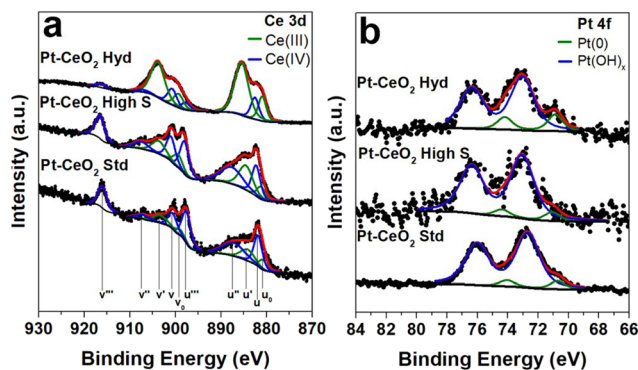 a
Ce 3d
Ce(III)
Ce(IV)
Pt-CeO2 Hyd
Pt-CeO2 High S
Pt-CeO2 Std
v''' v'' v' v v0 u''' u'' u' u u0
930 920 910 900 890 880 870
Binding Energy (eV)
Intensity (a.u.)
b
Pt 4f
Pt(0)
Pt(OH)x
Pt-CeO2 Hyd
Pt-CeO2 High S
Pt-CeO2 Std
84 82 80 78 76 74 72 70 68 66
Binding Energy (eV)
Intensity (a.u.)